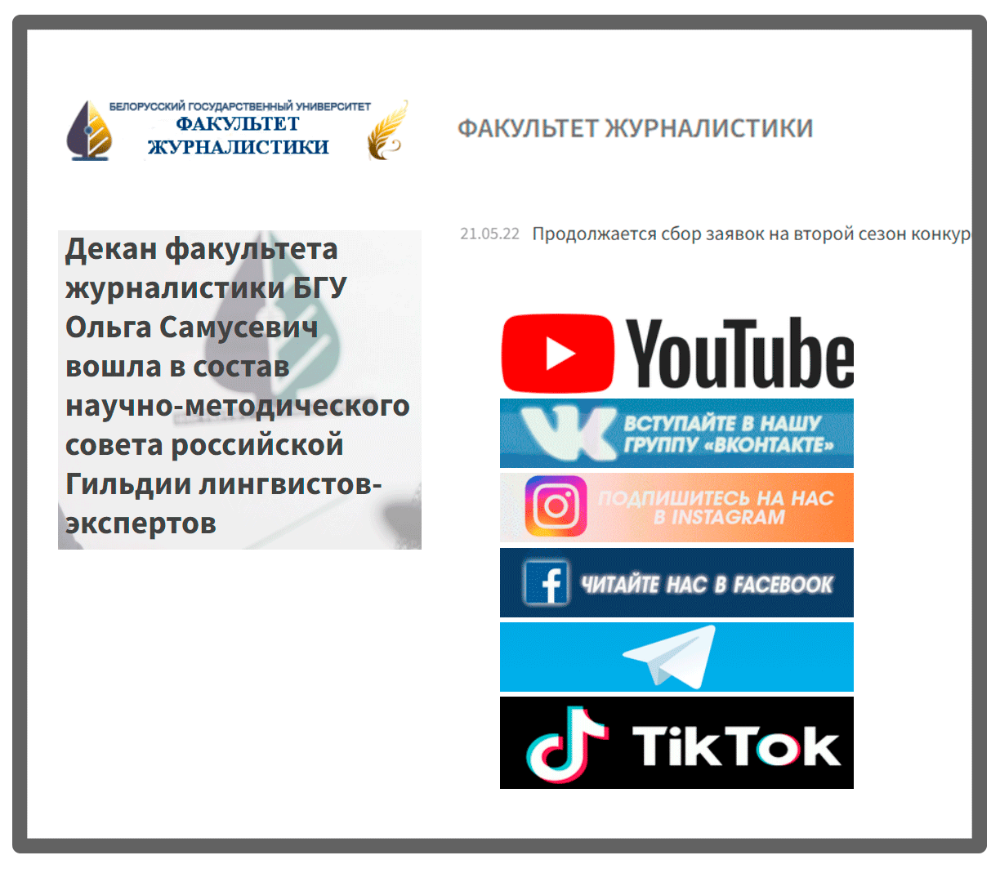 БЕЛОРУССКИЙ ГОСУДАРСТВЕННЫЙ УНИВЕРСИТЕТ
ФАКУЛЬТЕТ
ЖУРНАЛИСТИКИ
ФАКУЛЬТЕТ ЖУРНАЛИСТИКИ
Декан факультета
журналистики БГУ
Ольга Самусевич
вошла в состав
научно-методического
совета российской
Гильдии лингвистов-
экспертов
21.05.22 Продолжается сбор заявок на второй сезон конкур
YouTube
ВСТУПАЙТЕ В НАШУ
ГРУППУ «ВКОНТАКТЕ»
ПОДПИШИТЕСЬ НА НАС
В INSTAGRAM
ЧИТАЙТЕ НАС В FACEBOOK
TikTok